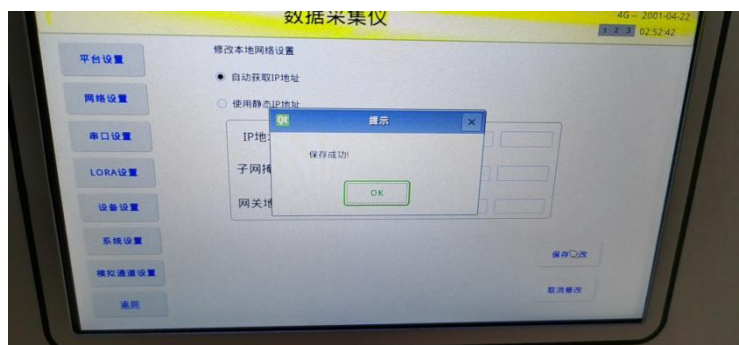 数据采集仪
4G— 2001-04-22
1 2 3 02:52:42
平台设置
网络设置
串口设置
LORA设置
设备设置
系统设置
模拟通道设置
返回
修改本地网络设置
自动获取IP地址
使用静态IP地址
IP地
子网掩
网关地
Qt 提示
保存成功!
OK
保存 改
取消修改